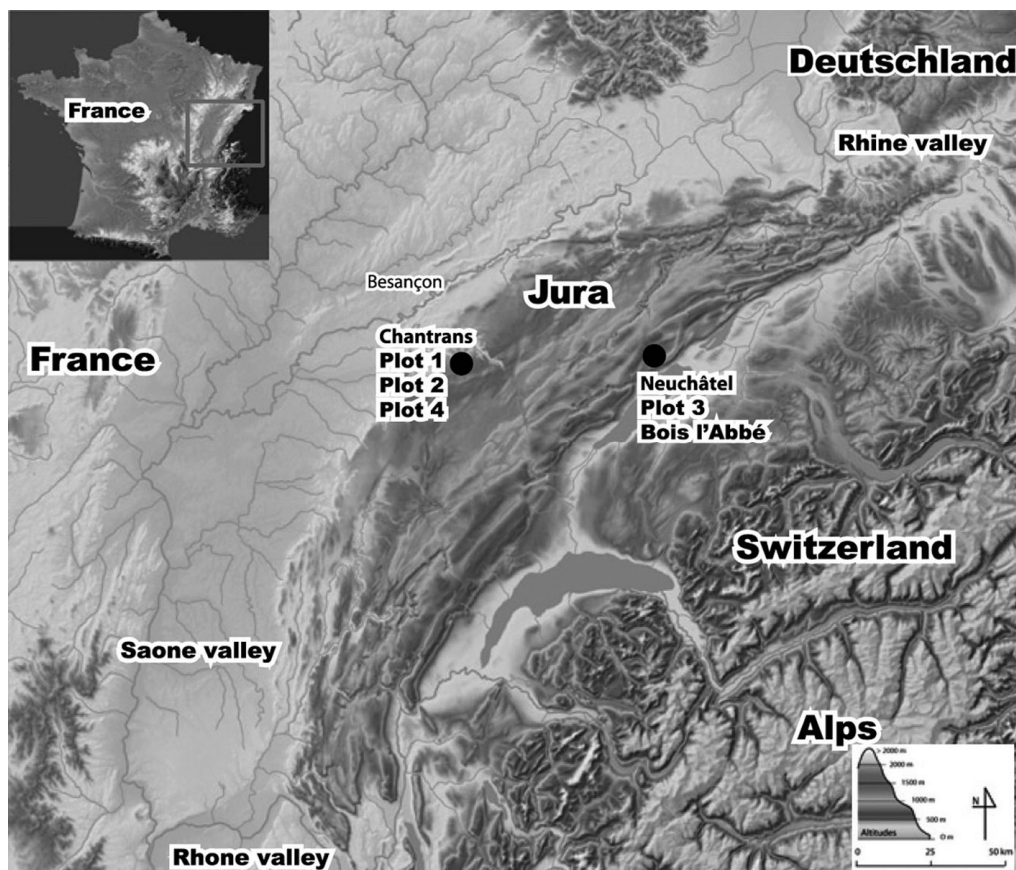 France
Deutschland
Rhine valley
Besançon
Jura
Chantrans
Plot 1
Plot 2
Plot 4
France
Neuchâtel
Plot 3
Bois l'Abbé
Switzerland
Saone valley
Alps
Rhone valley
> 2000 m
2000 m
1500 m
1000 m
500 m
0 m
Altitudes
N
0 25 50 km